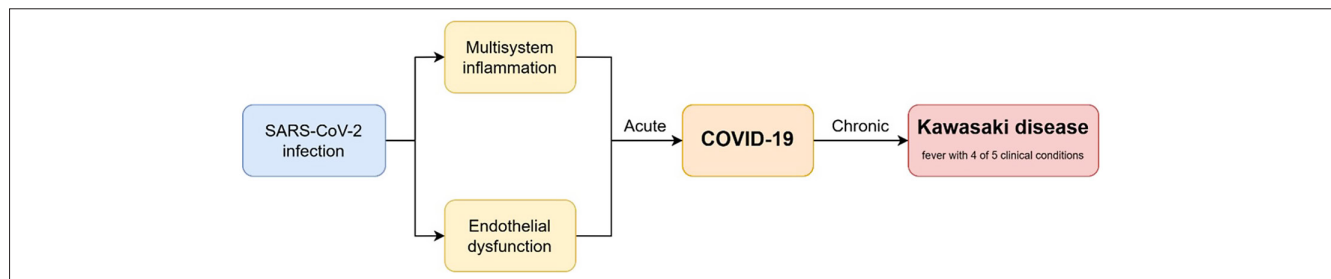 SARS-CoV-2
infection
Multisystem
inflammation
Endothelial
dysfunction
Acute
COVID-19
Chronic
Kawasaki disease
fever with 4 of 5 clinical conditions